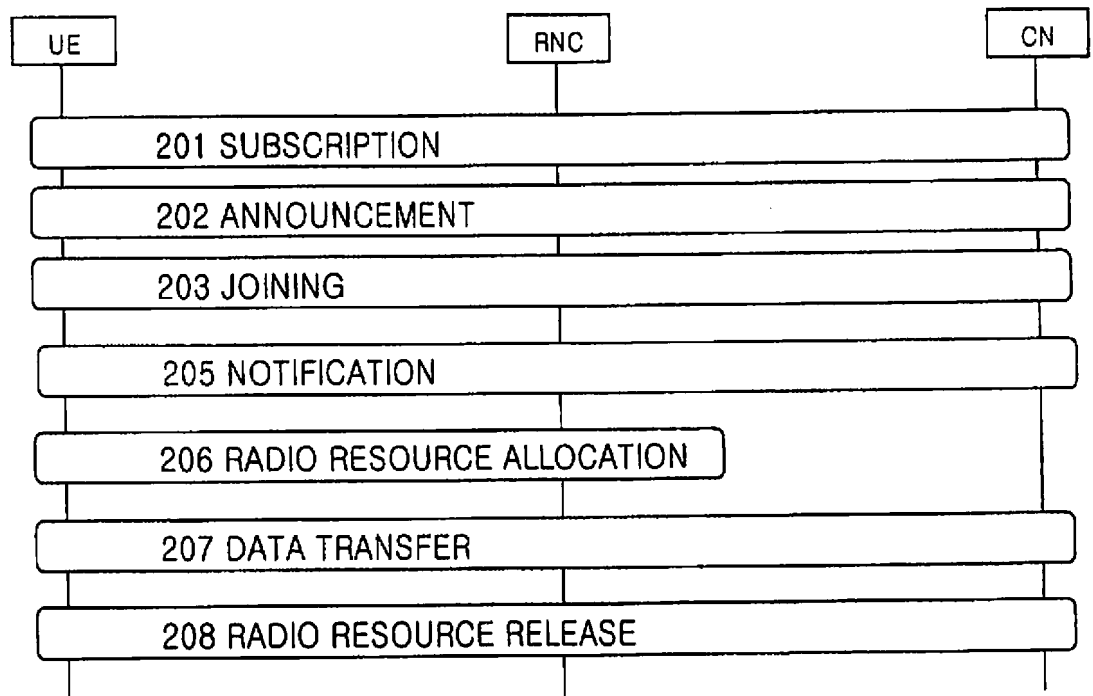 UE
RNC
CN
201 SUBSCRIPTION
202 ANNOUNCEMENT
203 JOINING
205 NOTIFICATION
206 RADIO RESOURCE ALLOCATION
207 DATA TRANSFER
208 RADIO RESOURCE RELEASE